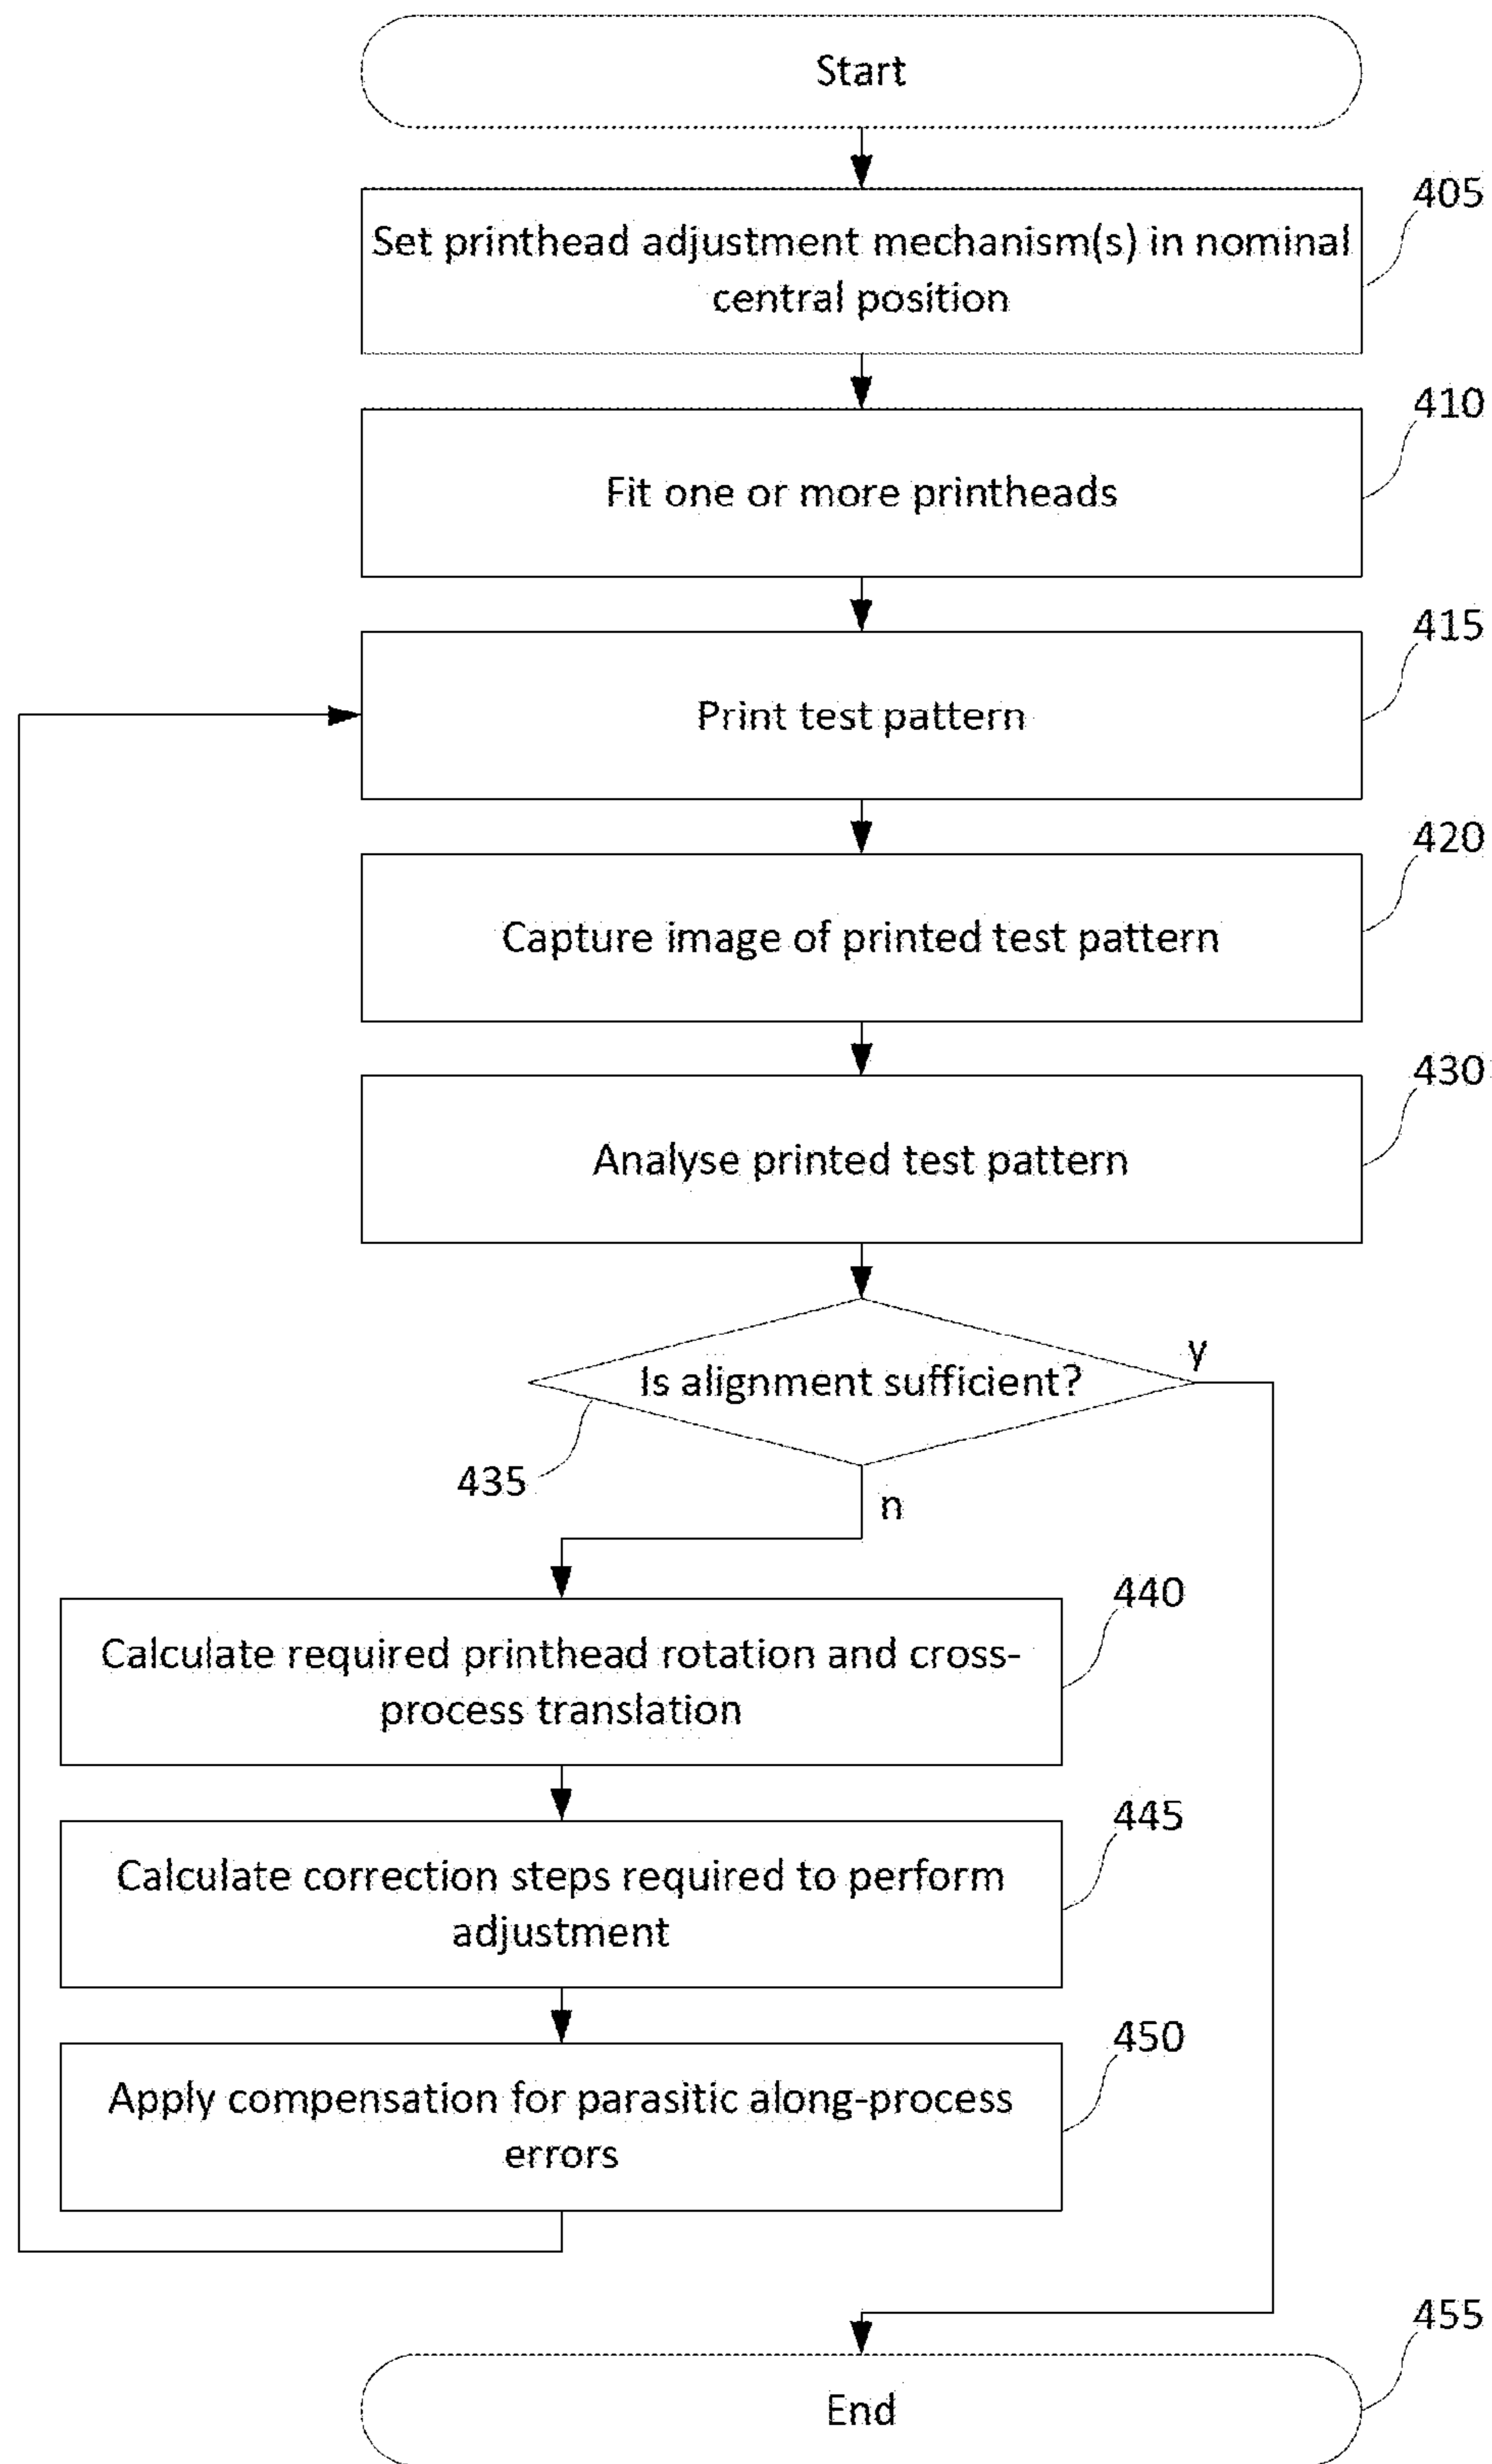 Start
405
Set printhead adjustment mechanism(s) in nominal
central position
410
Fit one or more printheads
415
Print test pattern
420
Capture image of printed test pattern
430
Analyse printed test pattern
y
Is alignment sufficient?
435
n
440
Calculate required printhead rotation and cross-
process translation
445
Calculate correction steps required to perform
adjustment
450
Apply compensation for parasitic along-process
errors
455
End